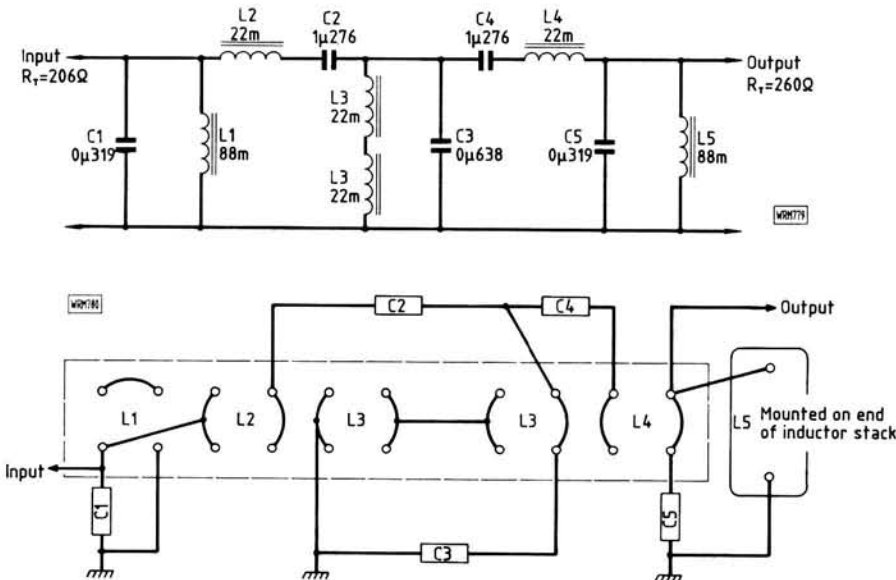 Input
R_T=206Ω
C1
0µ319
L1
88m
L2
22m
C2
1µ276
L3
22m
L3
22m
C3
0µ638
C4
1µ276
L4
22m
C5
0µ319
L5
88m
Output
R_T=260Ω
WRM779
WRM780
C2
C4
Output
L1
L2
L3
L3
L4
L5
Mounted on end
of inductor stack
Input
C1
C3
C5